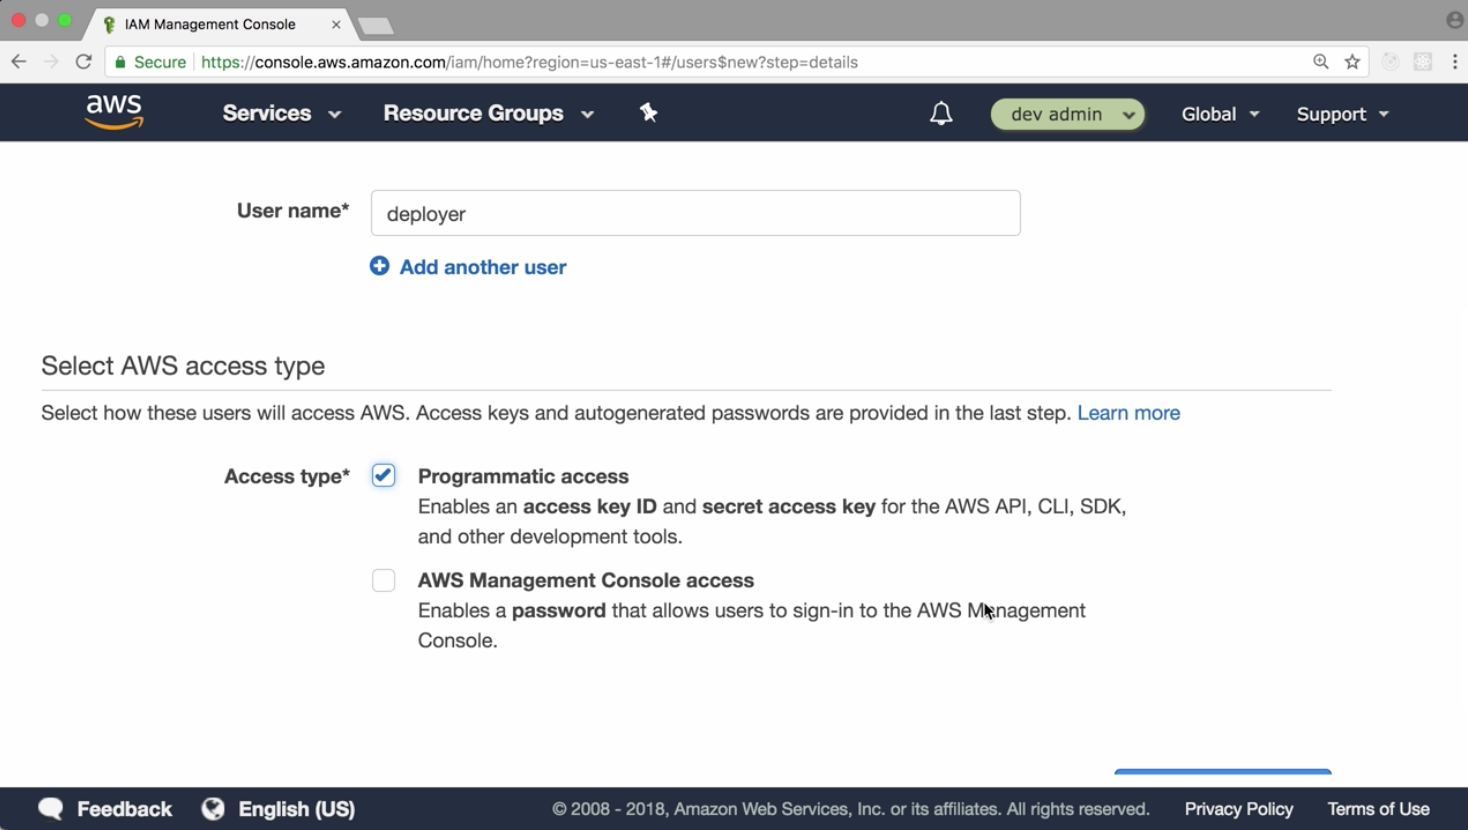 IAM Management Console
Secure https://console.aws.amazon.com/iam/home?region=us-east-1#/users$new?step=details
aws Services Resource Groups dev admin Global Support
User name* deployer
Add another user
Select AWS access type
Select how these users will access AWS. Access keys and autogenerated passwords are provided in the last step. Learn more
Access type* Programmatic access
Enables an access key ID and secret access key for the AWS API, CLI, SDK,
and other development tools.
AWS Management Console access
Enables a password that allows users to sign-in to the AWS Management
Console.
Feedback English (US) © 2008 - 2018, Amazon Web Services, Inc. or its affiliates. All rights reserved. Privacy Policy Terms of Use